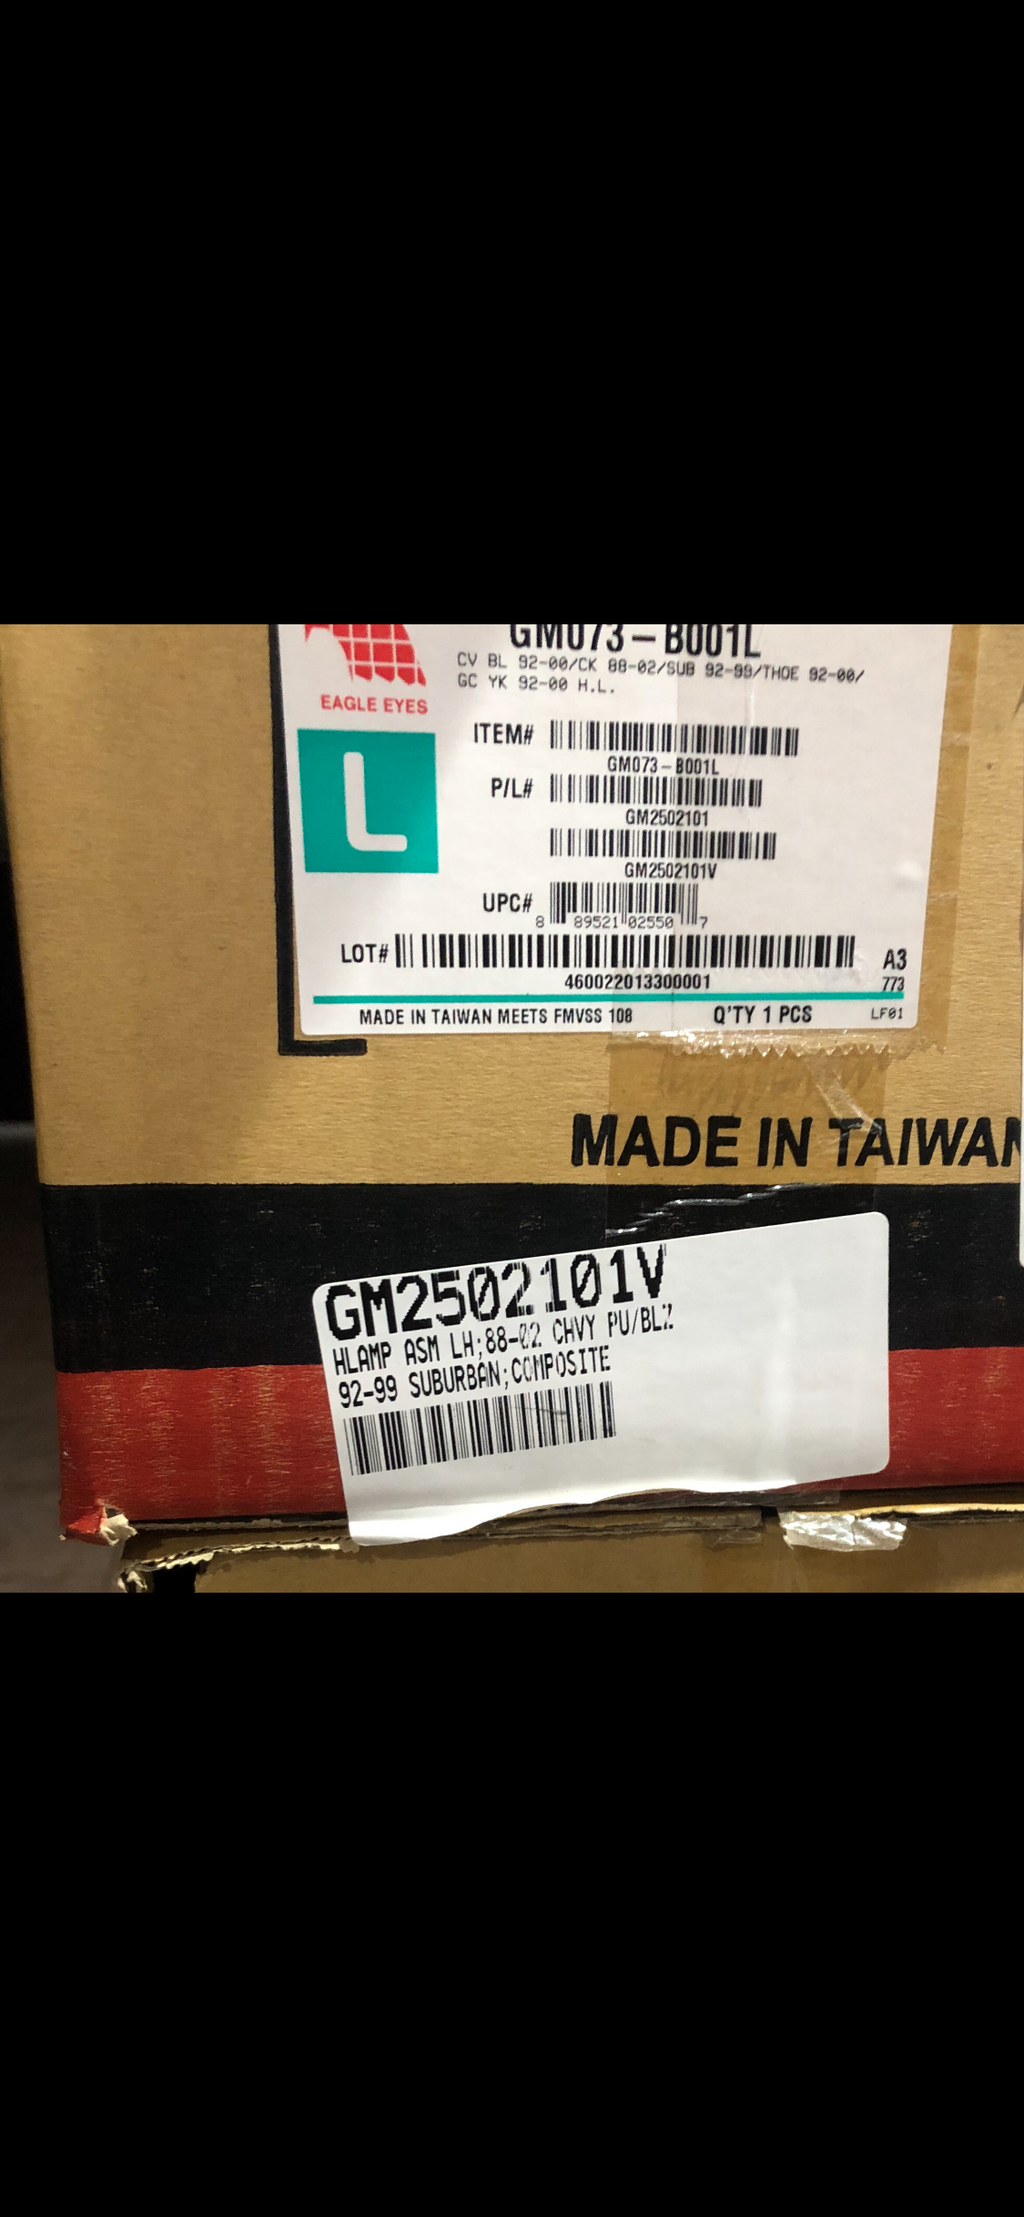 GM073-B001L
CV BL 92-00/CK 88-02/SUB 92-99/THOE 92-00/
GC YK 92-00 H.L.
EAGLE EYES
L
ITEM#
GM073-B001L
P/L#
GM2502101
GM2502101V
UPC#
8 89521 02550 7
LOT#
460022013300001
A3
773
MADE IN TAIWAN MEETS FMVSS 108 Q'TY 1 PCS LF01
MADE IN TAIWAN
GM2502101V
HLAMP ASM LH;88-02 CHVY PU/BLZ
92-99 SUBURBAN;COMPOSITE